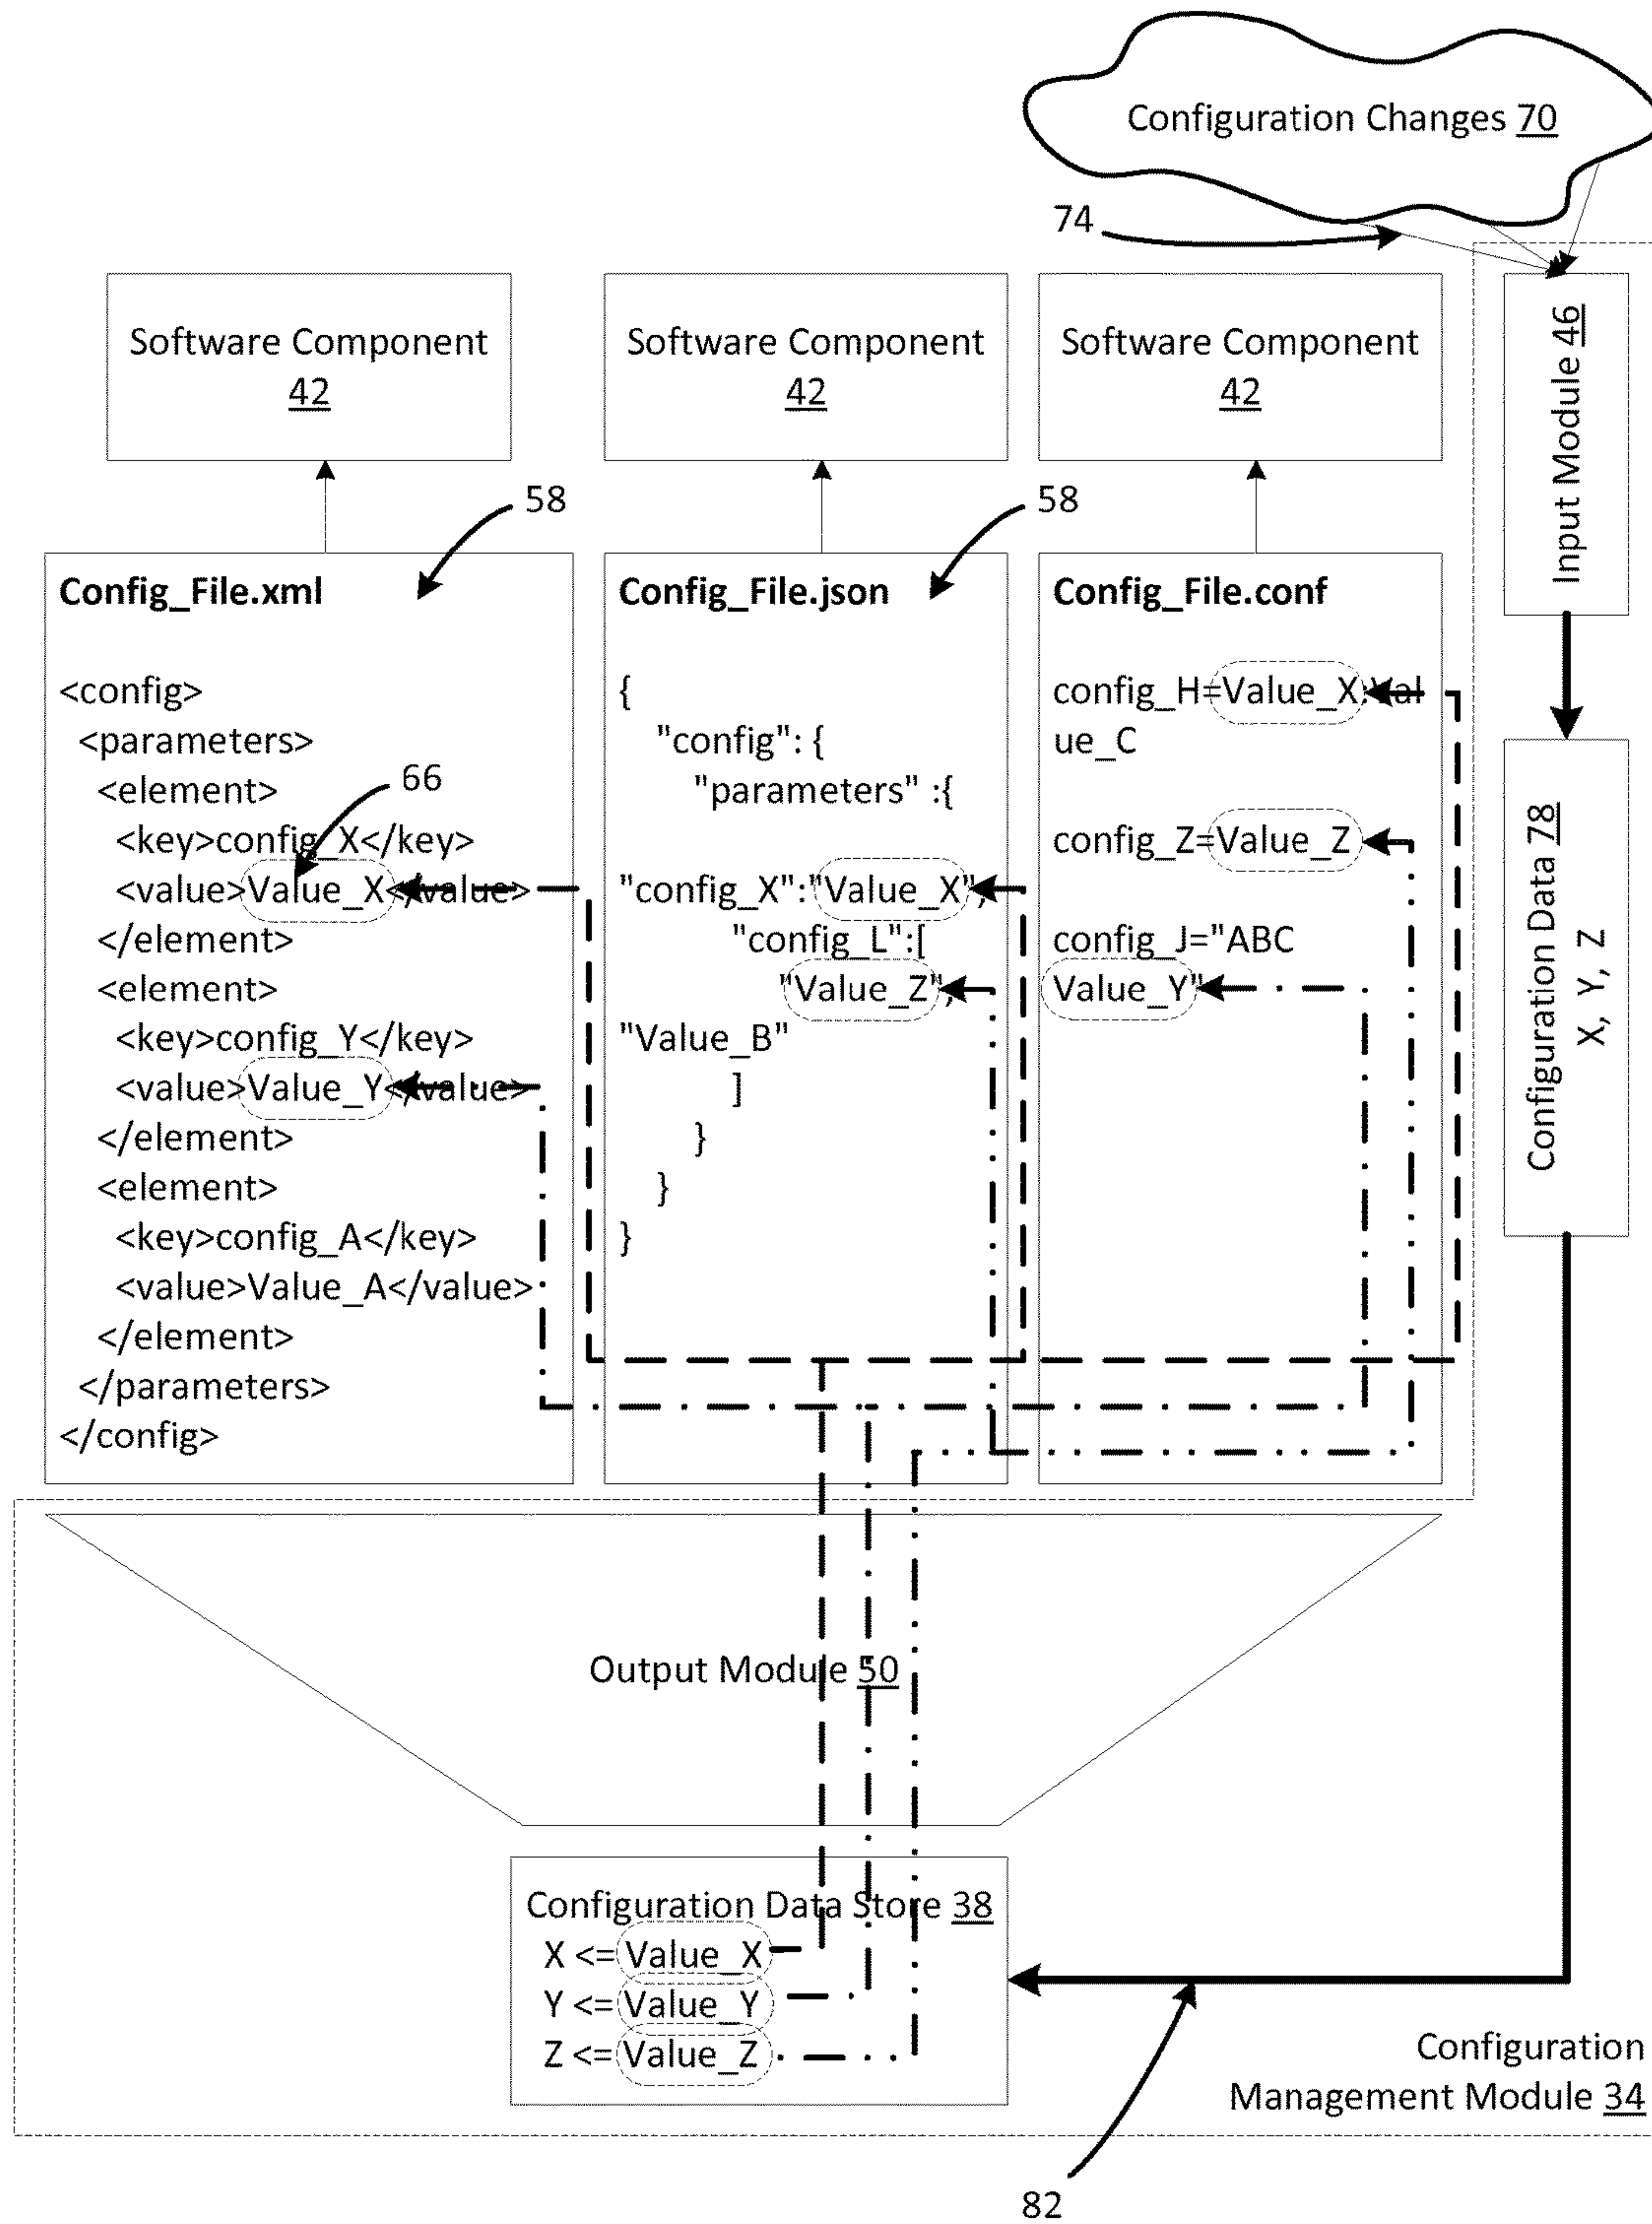 Configuration Changes 70
74
Software Component
42
Software Component
42
Software Component
42
Input Module 46
58
58
Config_File.xml
<config>
<parameters>
<element>
<key>config_X</key>
66
<value>Value_X</value>
</element>
<element>
<key>config_Y</key>
<value>Value_Y</value>
</element>
<element>
<key>config_A</key>
<value>Value_A</value>
</element>
</parameters>
</config>
Config_File.json
{
"config": {
"parameters" :{
"config_X":"Value_X",
"config_L":[
"Value_Z",
"Value_B"
]
}
}
}
Config_File.conf
config_H=Value_X.Val
ue_C
config_Z=Value_Z
config_J="ABC
Value_Y"
Configuration Data 78
X, Y, Z
Output Module 50
Configuration Data Store 38
X <= Value_X
Y <= Value_Y
Z <= Value_Z
Configuration
Management Module 34
82